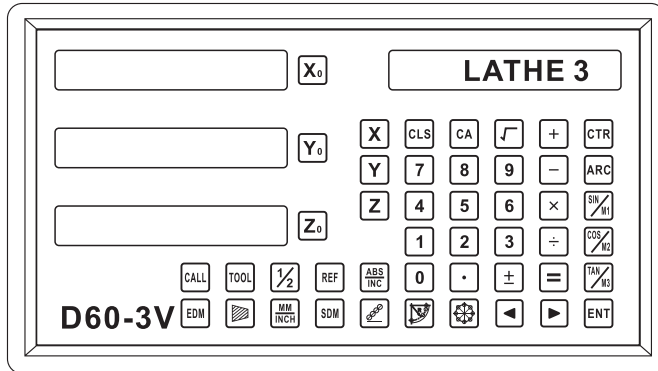 X₀ LATHE 3
Y₀ X CLS CA √ + CTR
Y 7 8 9 − ARC
Z₀ Z 4 5 6 × SIN/M1
1 2 3 ÷ COS/M2
CALL TOOL 1/2 REF ABS/INC 0 · ± = TAN/M3
D60-3V EDM MM/INCH SDM ◄ ► ENT